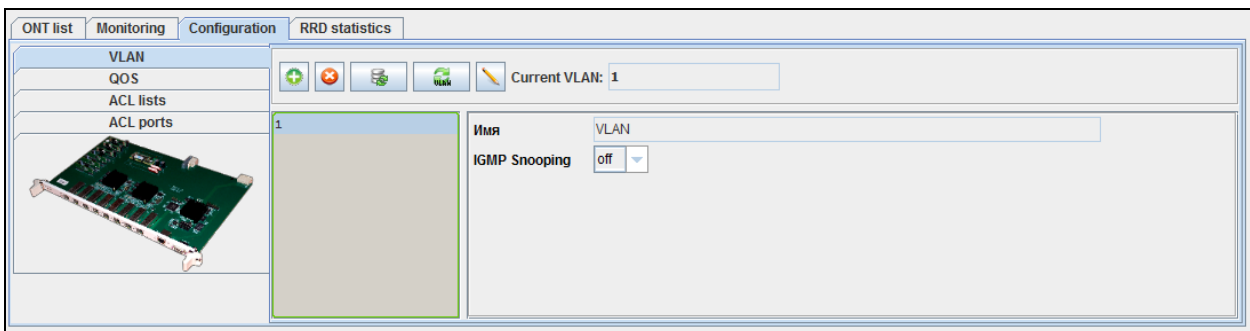 ONT list Monitoring Configuration RRD statistics
VLAN
QOS
ACL lists
ACL ports
VLAN
Current VLAN: 1
1
Имя VLAN
IGMP Snooping off